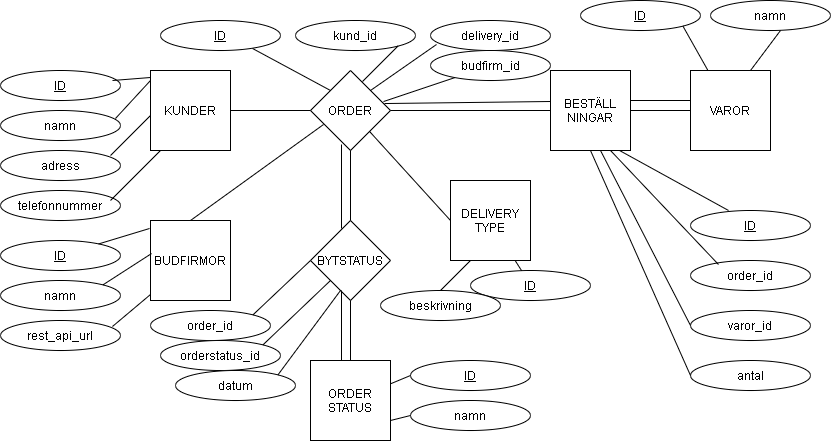 ID
kund_id
delivery_id
budfirm_id
ID
namn
ID
namn
adress
telefonnummer
KUNDER
ORDER
BESTÄLL
NINGAR
VAROR
ID
namn
rest_api_url
BUDFIRMOR
BYTSTATUS
DELIVERY
TYPE
beskrivning
ID
ID
order_id
varor_id
antal
order_id
orderstatus_id
datum
ORDER
STATUS
ID
namn